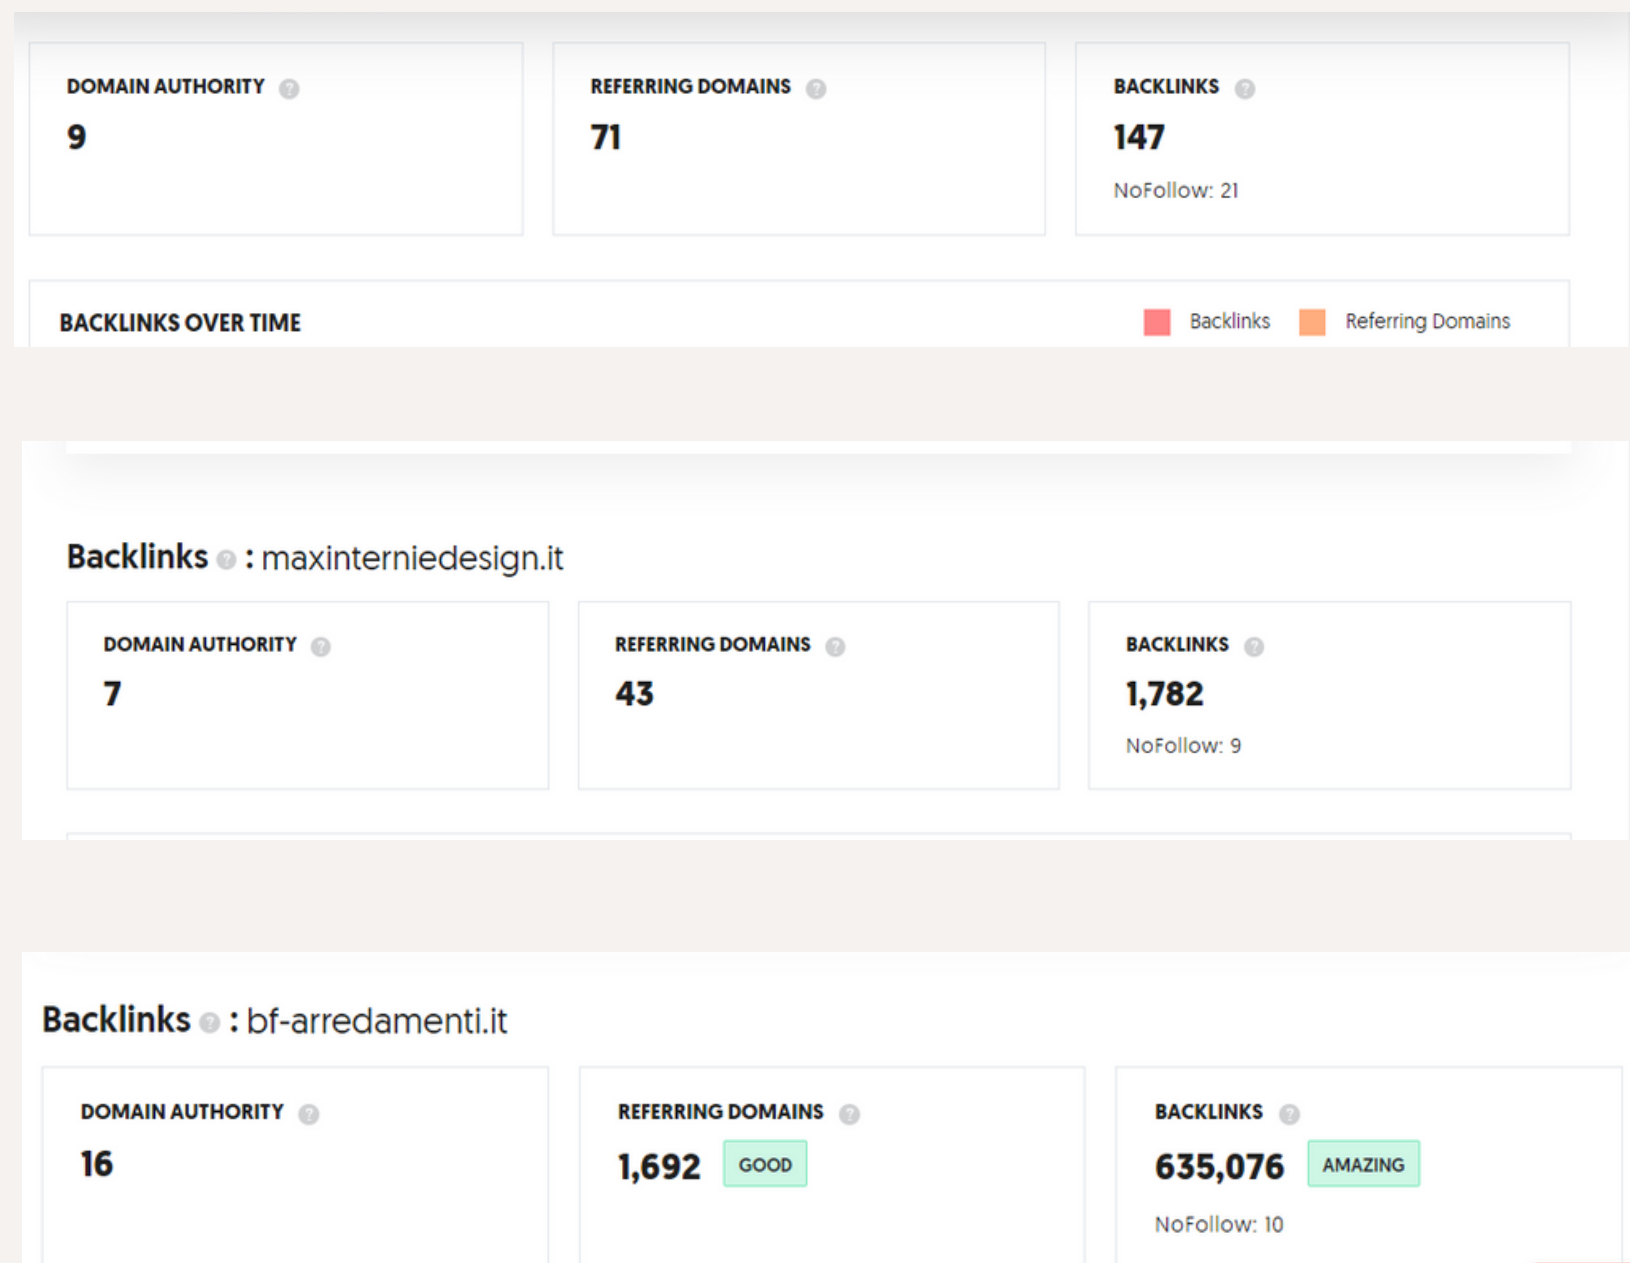 DOMAIN AUTHORITY ?
REFERRING DOMAINS ?
BACKLINKS ?
9
71
147
NoFollow: 21
BACKLINKS OVER TIME
Backlinks
Referring Domains
Backlinks ? : maxinterniedesign.it
DOMAIN AUTHORITY ?
REFERRING DOMAINS ?
BACKLINKS ?
7
43
1,782
NoFollow: 9
Backlinks ? : bf-arredamenti.it
DOMAIN AUTHORITY ?
REFERRING DOMAINS ?
BACKLINKS ?
16
1,692 GOOD
635,076 AMAZING
NoFollow: 10